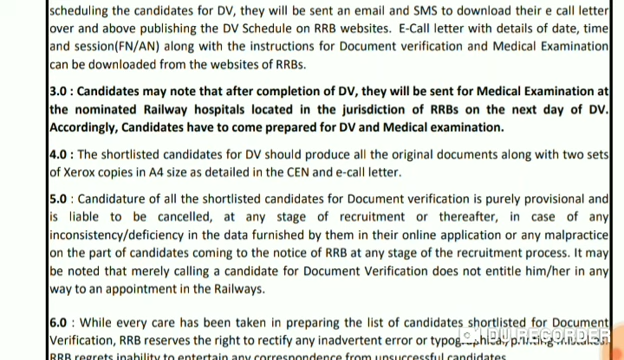 scheduling the candidates for DV, they will be sent an email and SMS to download their e call letter
over and above publishing the DV Schedule on RRB websites. E-Call letter with details of date, time
and session(FN/AN) along with the instructions for Document verification and Medical Examination
can be downloaded from the websites of RRBs.
3.0 : Candidates may note that after completion of DV, they will be sent for Medical Examination at
the nominated Railway hospitals located in the jurisdiction of RRBs on the next day of DV.
Accordingly, Candidates have to come prepared for DV and Medical examination.
4.0 : The shortlisted candidates for DV should produce all the original documents along with two sets
of Xerox copies in A4 size as detailed in the CEN and e-call letter.
5.0 : Candidature of all the shortlisted candidates for Document verification is purely provisional and
is liable to be cancelled, at any stage of recruitment or thereafter, in case of any
inconsistency/deficiency in the data furnished by them in their online application or any malpractice
on the part of candidates coming to the notice of RRB at any stage of the recruitment process. It may
be noted that merely calling a candidate for Document Verification does not entitle him/her in any
way to an appointment in the Railways.
6.0 : While every care has been taken in preparing the list of candidates shortlisted for Document
Verification, RRB reserves the right to rectify any inadvertent error or
RRB regrets inability to entertain any correspondence from unsuccessful candidates